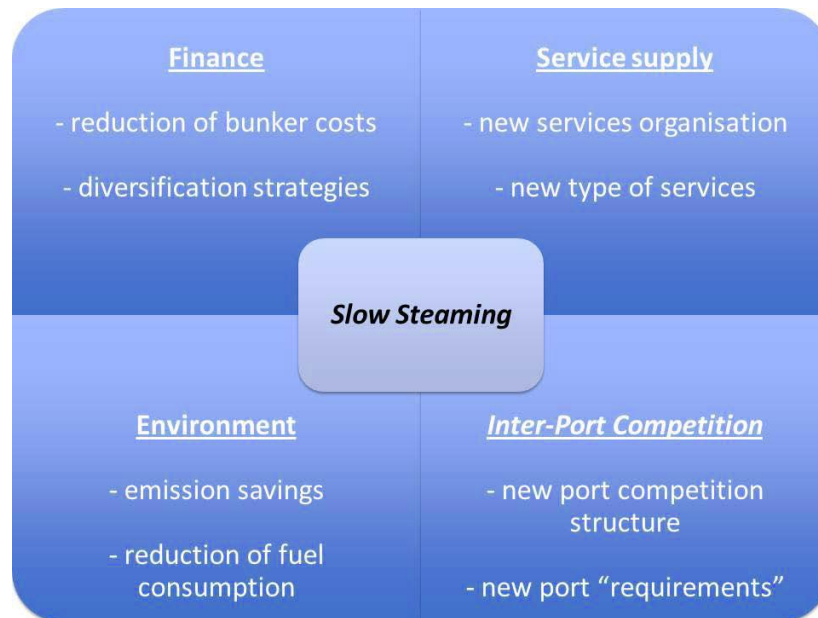 Finance
- reduction of bunker costs
- diversification strategies
Service supply
- new services organisation
- new type of services
Slow Steaming
Environment
- emission savings
- reduction of fuel
consumption
Inter-Port Competition
- new port competition
structure
- new port “requirements”